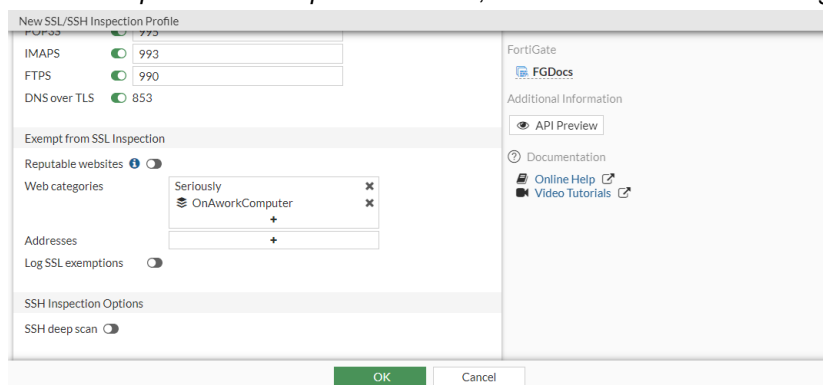 New SSL/SSH Inspection Profile
POP3S 995
IMAPS 993
FTPS 990
DNS over TLS 853
Exempt from SSL Inspection
Reputable websites
Web categories Seriously
OnAworkComputer
+
Addresses +
Log SSL exemptions
SSH Inspection Options
SSH deep scan
FortiGate
FGDocs
Additional Information
API Preview
Documentation
Online Help
Video Tutorials
OK Cancel